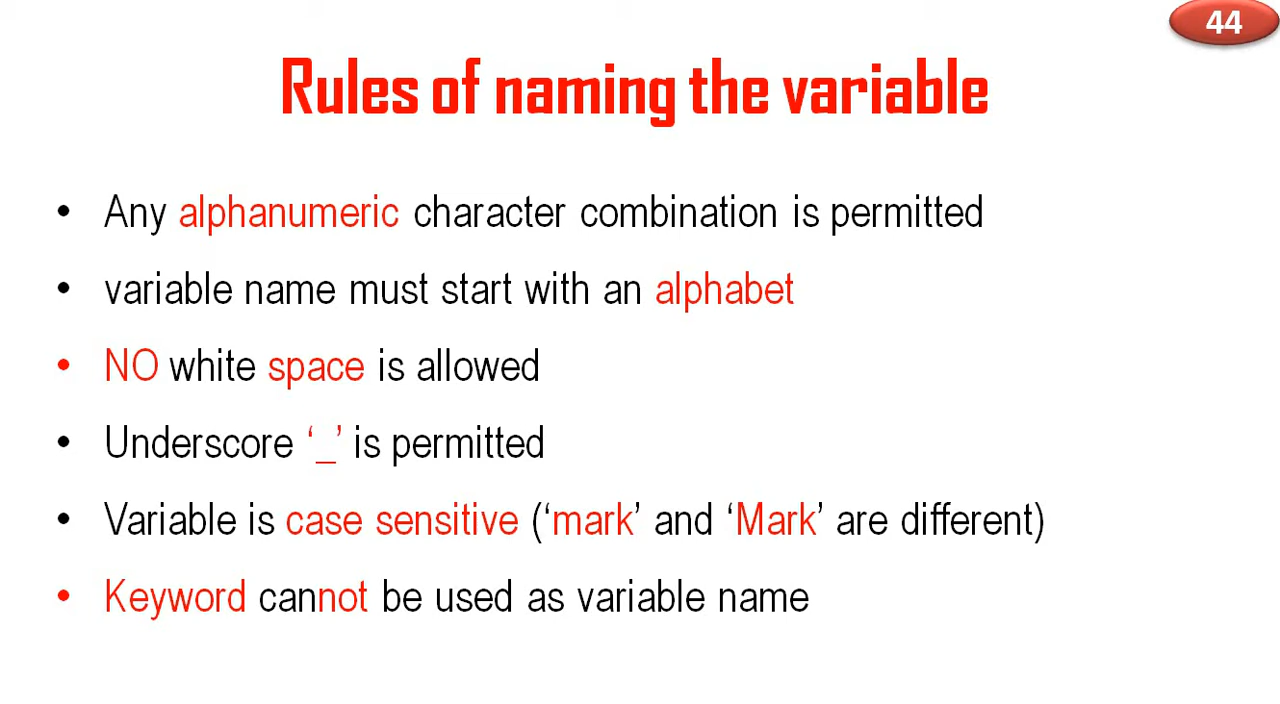 44
Rules of naming the variable
• Any alphanumeric character combination is permitted
• variable name must start with an alphabet
• NO white space is allowed
• Underscore ‘_’ is permitted
• Variable is case sensitive (‘mark’ and ‘Mark’ are different)
• Keyword cannot be used as variable name